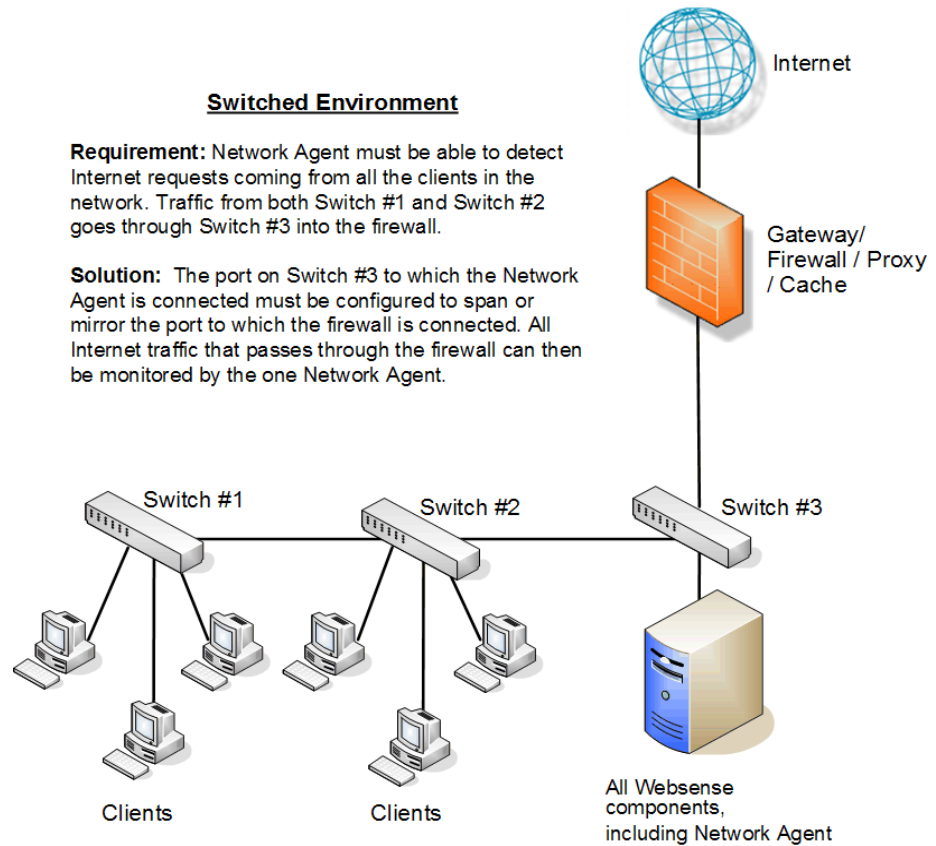 Internet
Switched Environment
Requirement: Network Agent must be able to detect
Internet requests coming from all the clients in the
network. Traffic from both Switch #1 and Switch #2
goes through Switch #3 into the firewall.
Solution: The port on Switch #3 to which the Network
Agent is connected must be configured to span or
mirror the port to which the firewall is connected. All
Internet traffic that passes through the firewall can then
be monitored by the one Network Agent.
Gateway/
Firewall / Proxy
/ Cache
Switch #1
Switch #2
Switch #3
Clients
Clients
All Websense
components,
including Network Agent